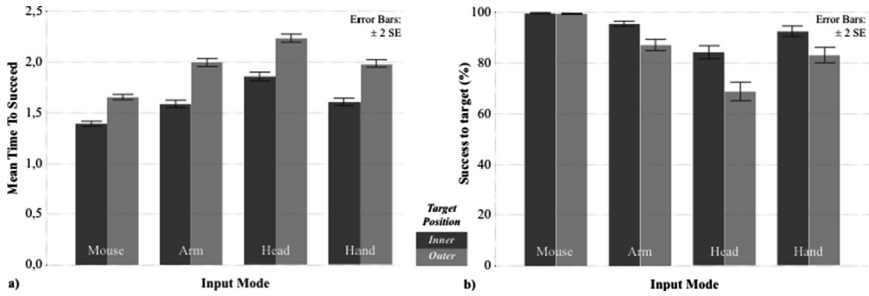 2,5
2,0
1,5
1,0
0,5
0,0
Mean Time To Succeed
Error Bars:
± 2 SE
Mouse
Arm
Head
Hand
a)
Input Mode
Target
Position
Inner
Outer
100
80
60
40
20
0
Success to target (%)
Error Bars:
± 2 SE
Mouse
Arm
Head
Hand
b)
Input Mode